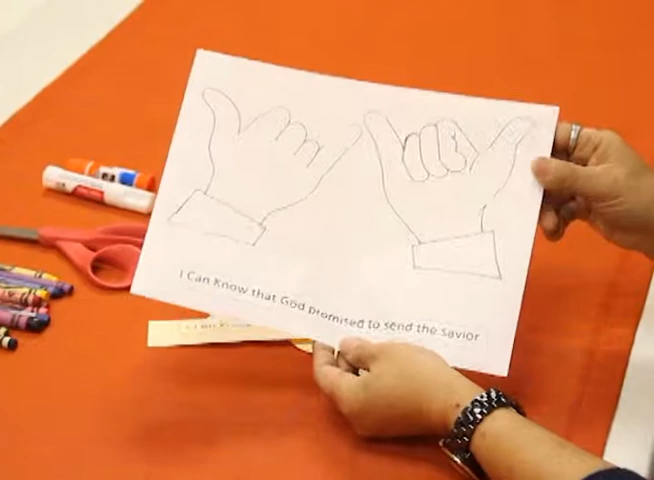 I Can Know that God Promised to send the Savior